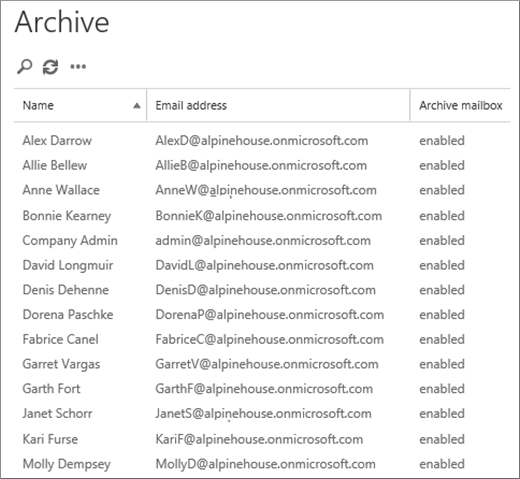 Archive
Name Email address Archive mailbox
Alex Darrow AlexD@alpinehouse.onmicrosoft.com enabled
Allie Bellew AllieB@alpinehouse.onmicrosoft.com enabled
Anne Wallace AnneW@alpinehouse.onmicrosoft.com enabled
Bonnie Kearney BonnieK@alpinehouse.onmicrosoft.com enabled
Company Admin admin@alpinehouse.onmicrosoft.com enabled
David Longmuir DavidL@alpinehouse.onmicrosoft.com enabled
Denis Dehenne DenisD@alpinehouse.onmicrosoft.com enabled
Dorena Paschke DorenaP@alpinehouse.onmicrosoft.com enabled
Fabrice Canel FabriceC@alpinehouse.onmicrosoft.com enabled
Garret Vargas GarretV@alpinehouse.onmicrosoft.com enabled
Garth Fort GarthF@alpinehouse.onmicrosoft.com enabled
Janet Schorr JanetS@alpinehouse.onmicrosoft.com enabled
Kari Furse KariF@alpinehouse.onmicrosoft.com enabled
Molly Dempsey MollyD@alpinehouse.onmicrosoft.com enabled